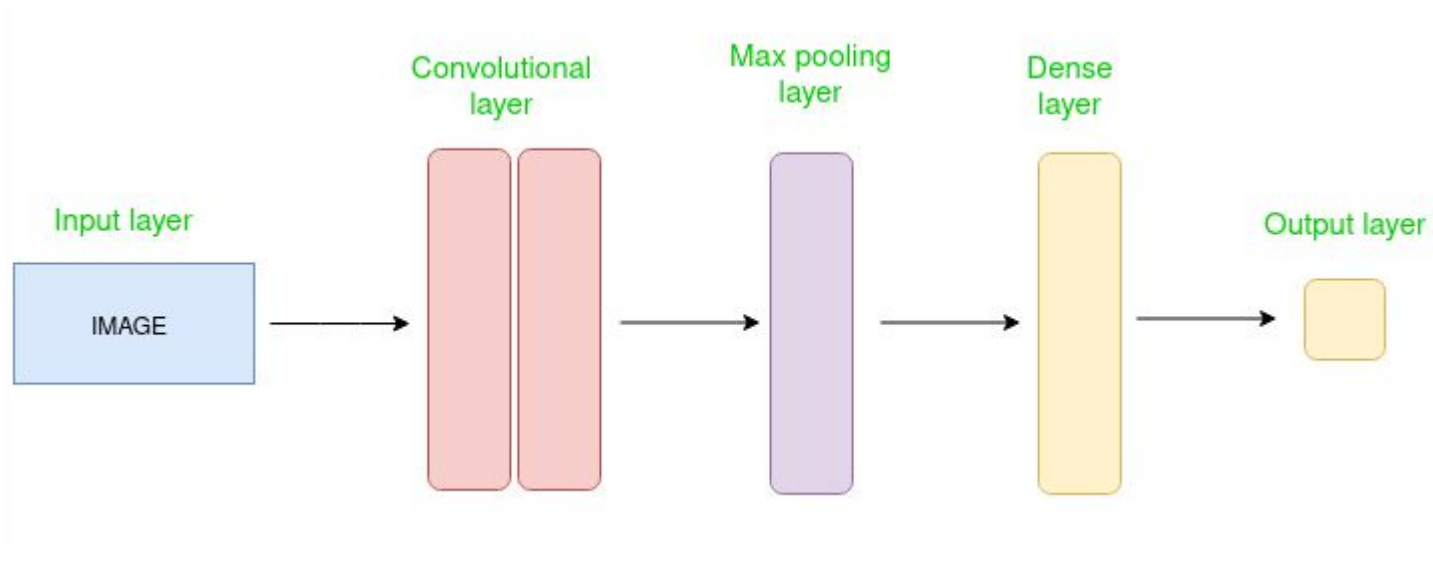 Convolutional
layer
Max pooling
layer
Dense
layer
Input layer
Output layer
IMAGE